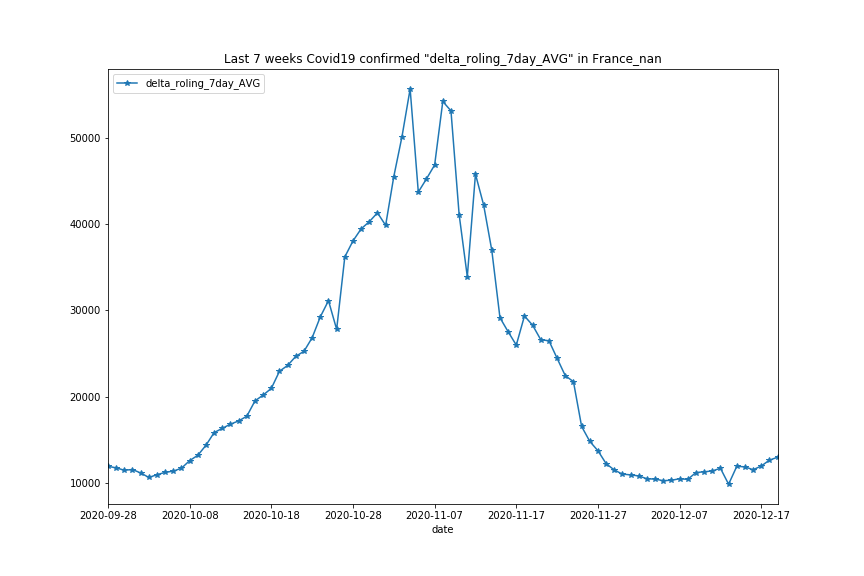 Last 7 weeks Covid19 confirmed "delta_roling_7day_AVG" in France_nan
delta_roling_7day_AVG
50000
40000
30000
20000
10000
2020-09-28 2020-10-08 2020-10-18 2020-10-28 2020-11-07 2020-11-17 2020-11-27 2020-12-07 2020-12-17
date